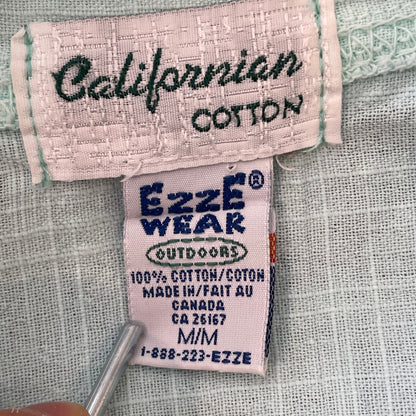 Californian
COTTON
EZZE®
WEAR
OUTDOORS
100% COTTON/COTON
MADE IN/FAIT AU
CANADA
CA 26167
M/M
1-888-223-EZZE